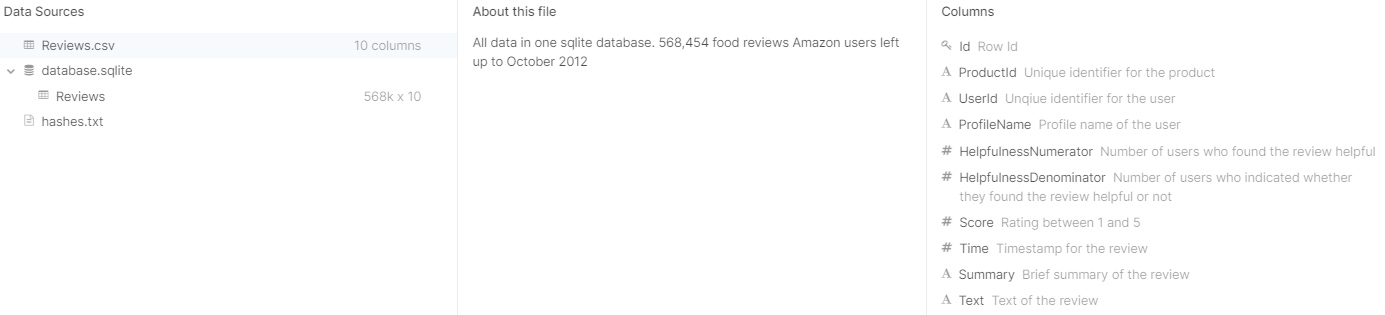 Data Sources
Reviews.csv 10 columns
database.sqlite
Reviews 568k x 10
hashes.txt
About this file
All data in one sqlite database. 568,454 food reviews Amazon users left
up to October 2012
Columns
Id Row Id
A ProductId Unique identifier for the product
A UserId Unqiue identifier for the user
A ProfileName Profile name of the user
# HelpfulnessNumerator Number of users who found the review helpful
# HelpfulnessDenominator Number of users who indicated whether
they found the review helpful or not
# Score Rating between 1 and 5
# Time Timestamp for the review
A Summary Brief summary of the review
A Text Text of the review